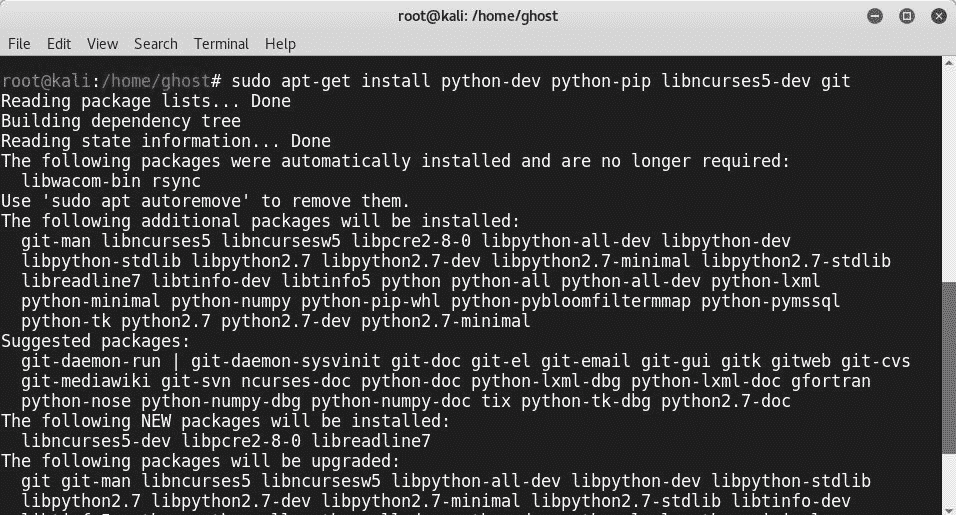 root@kali: /home/ghost
File Edit View Search Terminal Help
root@kali:/home/ghost# sudo apt-get install python-dev python-pip libncurses5-dev git
Reading package lists... Done
Building dependency tree
Reading state information... Done
The following packages were automatically installed and are no longer required:
  libwacom-bin rsync
Use 'sudo apt autoremove' to remove them.
The following additional packages will be installed:
  git-man libncurses5 libncursesw5 libpcre2-8-0 libpython-all-dev libpython-dev
  libpython-stdlib libpython2.7 libpython2.7-dev libpython2.7-minimal libpython2.7-stdlib
  libreadline7 libtinfo-dev libtinfo5 python python-all python-all-dev python-lxml
  python-minimal python-numpy python-pip-whl python-pybloomfiltermmap python-pymssql
  python-tk python2.7 python2.7-dev python2.7-minimal
Suggested packages:
  git-daemon-run | git-daemon-sysvinit git-doc git-el git-email git-gui gitk gitweb git-cvs
  git-mediawiki git-svn ncurses-doc python-doc python-lxml-dbg python-lxml-doc gfortran
  python-nose python-numpy-dbg python-numpy-doc tix python-tk-dbg python2.7-doc
The following NEW packages will be installed:
  libncurses5-dev libpcre2-8-0 libreadline7
The following packages will be upgraded:
  git git-man libncurses5 libncursesw5 libpython-all-dev libpython-dev libpython-stdlib
  libpython2.7 libpython2.7-dev libpython2.7-minimal libpython2.7-stdlib libtinfo-dev